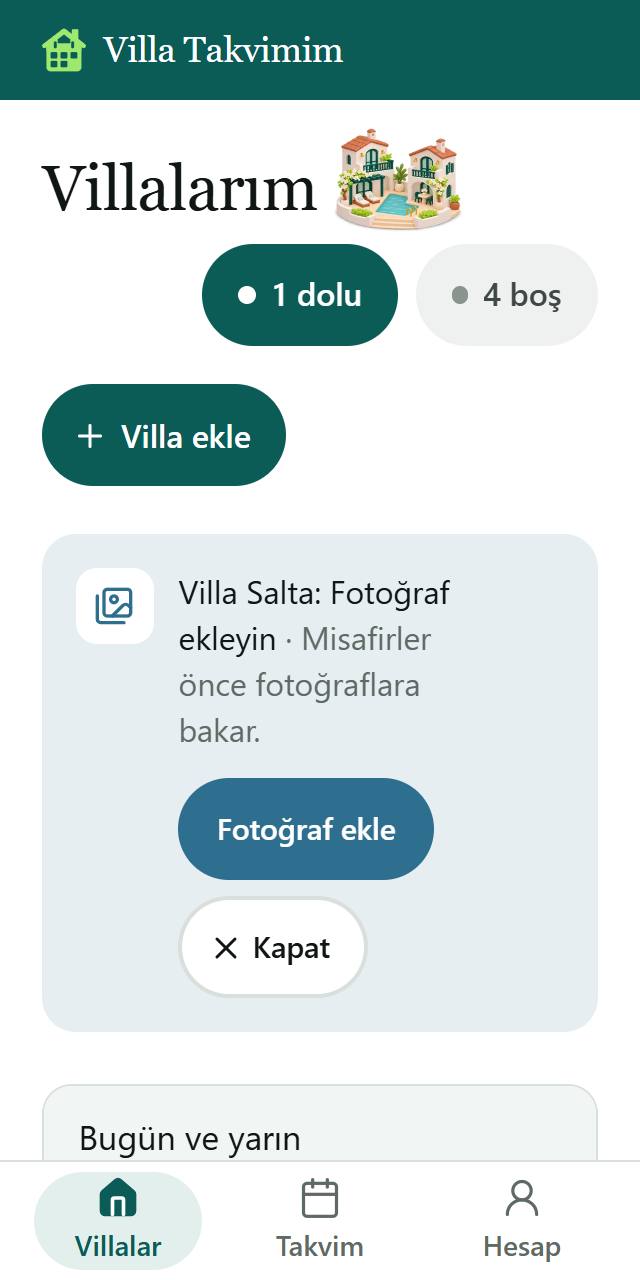 Villa Takvimim
Villalarım
1 dolu
4 boş
Villa ekle
Villa Salta: Fotoğraf
ekleyin · Misafirler
önce fotoğraflara
bakar.
Fotoğraf ekle
Kapat
Bugün ve yarın
Villalar
Takvim
Hesap